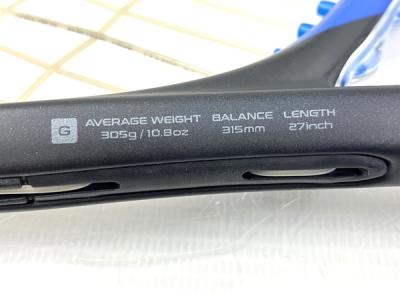 G AVERAGE WEIGHT BALANCE LENGTH
305g/10.8oz 315mm 27inch